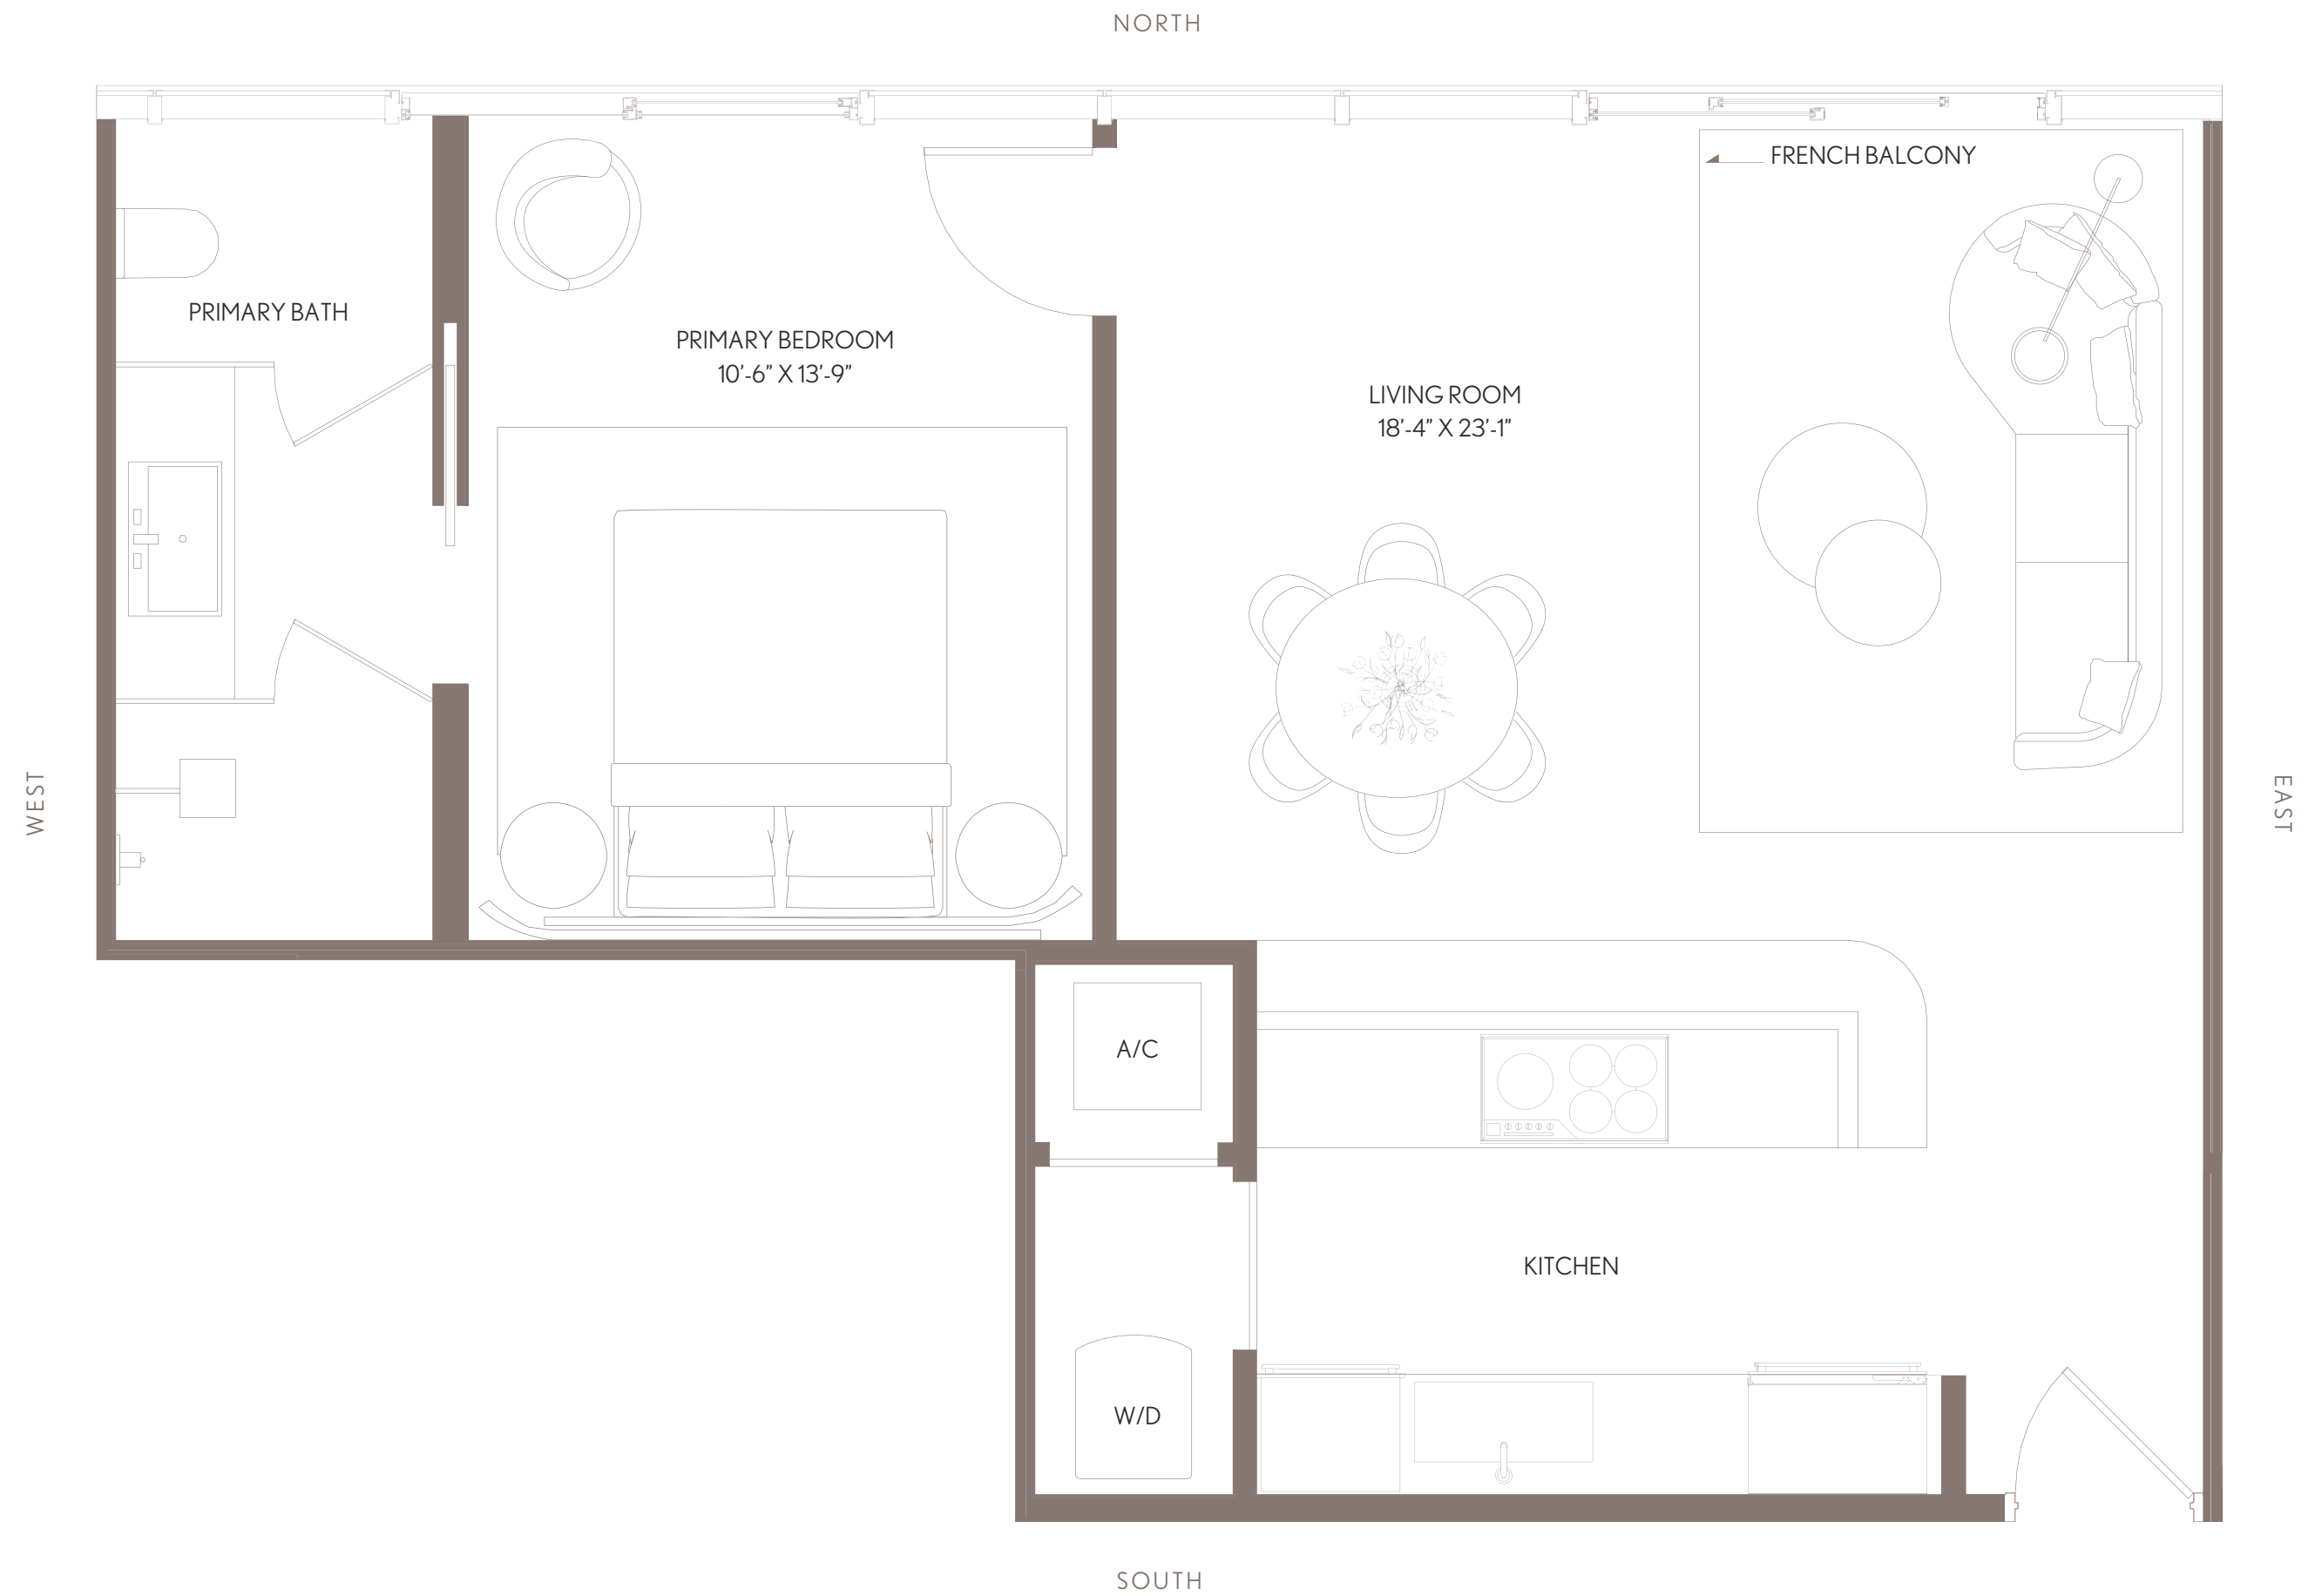 NORTH
FRENCH BALCONY
PRIMARY BATH
PRIMARY BEDROOM
10’-6” X 13’-9”
LIVING ROOM
18’-4” X 23’-1”
WEST
EAST
A/C
KITCHEN
W/D
SOUTH